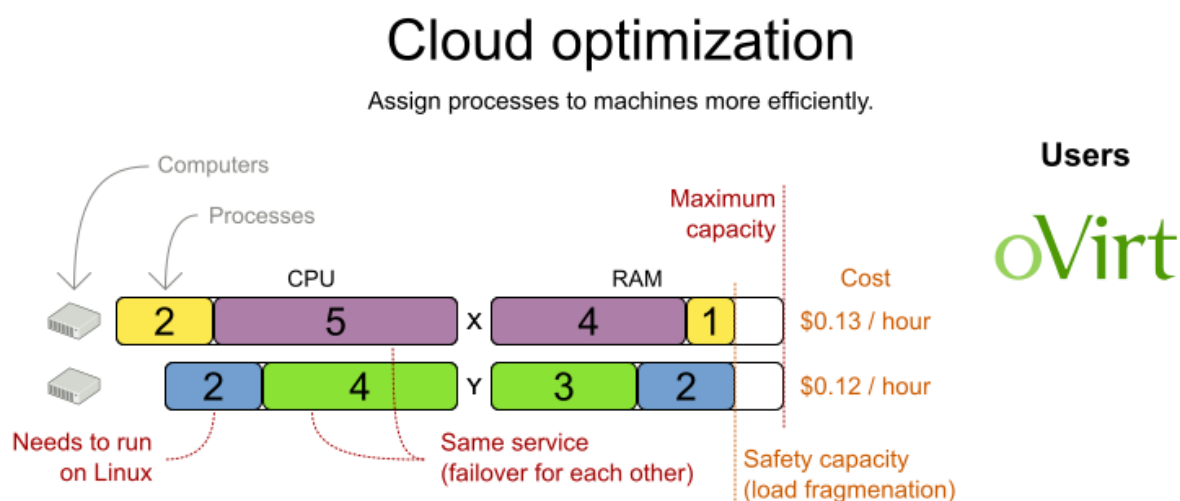 Cloud optimization
Assign processes to machines more efficiently.
Computers
Processes
Users
oVirt
Maximum
capacity
CPU
RAM
Cost
2 5 X 4 1 $0.13 / hour
2 4 Y 3 2 $0.12 / hour
Needs to run
on Linux
Same service
(failover for each other)
Safety capacity
(load fragmenation)